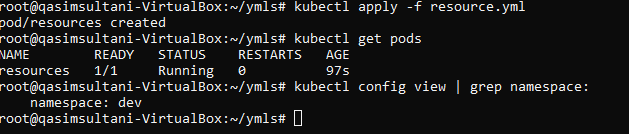 root@qasimsultani-VirtualBox:~/ymls# kubectl apply -f resource.yml
pod/resources created
root@qasimsultani-VirtualBox:~/ymls# kubectl get pods
NAME        READY   STATUS    RESTARTS   AGE
resources   1/1     Running   0          97s
root@qasimsultani-VirtualBox:~/ymls# kubectl config view | grep namespace:
    namespace: dev
root@qasimsultani-VirtualBox:~/ymls#